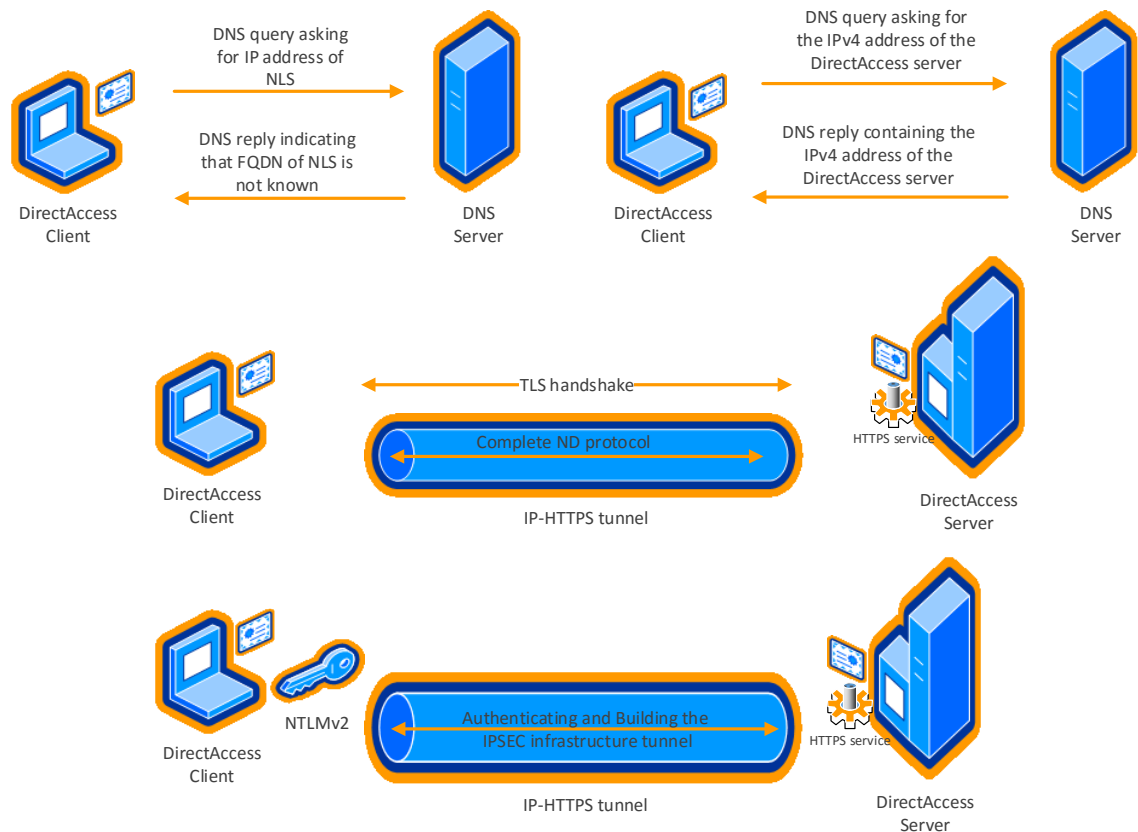 DNS query asking
for IP address of
NLS
DNS reply indicating
that FQDN of NLS is
not known
DirectAccess
Client
DNS
Server
DNS query asking for
the IPv4 address of the
DirectAccess server
DNS reply containing the
IPv4 address of the
DirectAccess server
DirectAccess
Client
DNS
Server
TLS handshake
Complete ND protocol
HTTPS service
DirectAccess
Client
IP-HTTPS tunnel
DirectAccess
Server
NTLMv2
Authenticating and Building the
IPSEC infrastructure tunnel
HTTPS service
DirectAccess
Client
IP-HTTPS tunnel
DirectAccess
Server